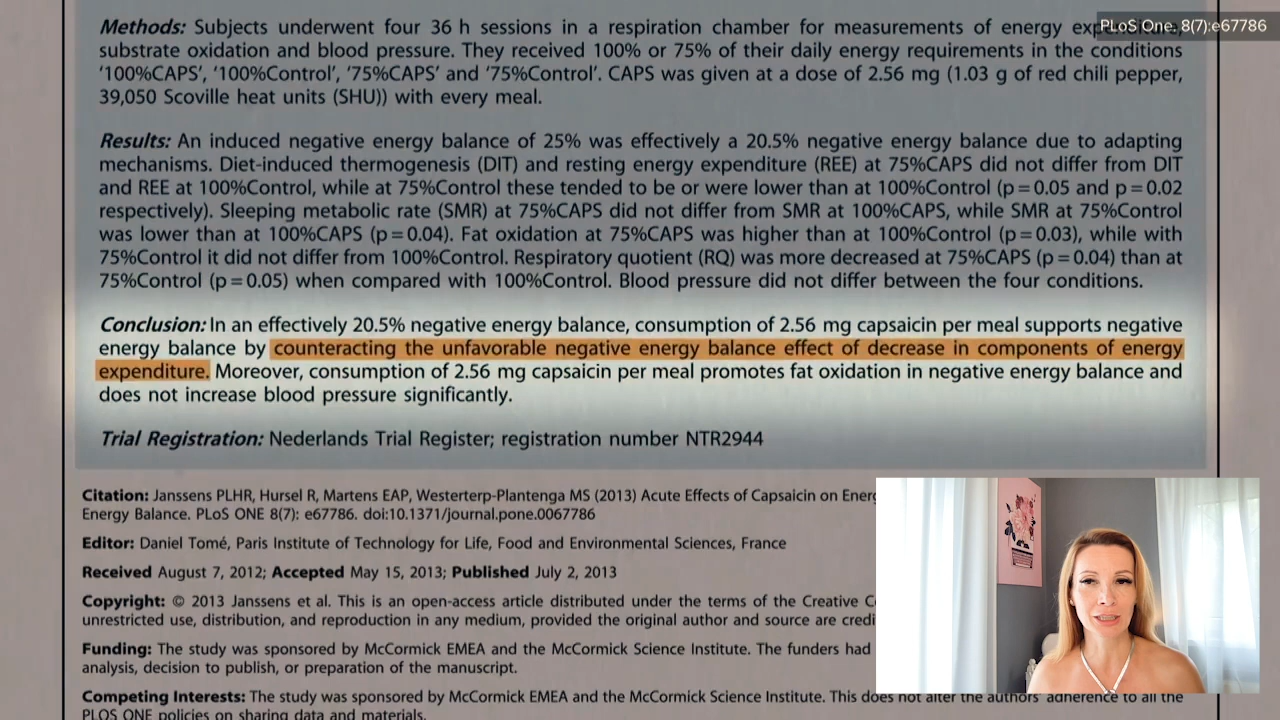 PLoS One. 8(7):e67786
Methods: Subjects underwent four 36 h sessions in a respiration chamber for measurements of energy
substrate oxidation and blood pressure. They received 100% or 75% of their daily energy requirements in the conditions
‘100%CAPS’, ‘100%Control’, ‘75%CAPS’ and ‘75%Control’. CAPS was given at a dose of 2.56 mg (1.03 g of red chili pepper,
39,050 Scoville heat units (SHU)) with every meal.
Results: An induced negative energy balance of 25% was effectively a 20.5% negative energy balance due to adapting
mechanisms. Diet-induced thermogenesis (DIT) and resting energy expenditure (REE) at 75%CAPS did not differ from DIT
and REE at 100%Control, while at 75%Control these tended to be or were lower than at 100%Control (p = 0.05 and p = 0.02
respectively). Sleeping metabolic rate (SMR) at 75%CAPS did not differ from SMR at 100%CAPS, while SMR at 75%Control
was lower than at 100%CAPS (p = 0.04). Fat oxidation at 75%CAPS was higher than at 100%Control (p = 0.03), while with
75%Control it did not differ from 100%Control. Respiratory quotient (RQ) was more decreased at 75%CAPS (p = 0.04) than at
75%Control (p = 0.05) when compared with 100%Control. Blood pressure did not differ between the four conditions.
Conclusion: In an effectively 20.5% negative energy balance, consumption of 2.56 mg capsaicin per meal supports negative
energy balance by counteracting the unfavorable negative energy balance effect of decrease in components of energy
expenditure. Moreover, consumption of 2.56 mg capsaicin per meal promotes fat oxidation in negative energy balance and
does not increase blood pressure significantly.
Trial Registration: Nederlands Trial Register; registration number NTR2944
Citation: Janssens PLHR, Hursel R, Martens EAP, Westerterp-Plantenga MS (2013) Acute Effects of Capsaicin on
Energy Balance. PLoS ONE 8(7): e67786. doi:10.1371/journal.pone.0067786
Editor: Daniel Tomé, Paris Institute of Technology for Life, Food and Environmental Sciences, France
Received August 7, 2012; Accepted May 15, 2013; Published July 2, 2013
Copyright: © 2013 Janssens et al. This is an open-access article distributed under the terms of the Creative
unrestricted use, distribution, and reproduction in any medium, provided the original author and source are
Funding: The study was sponsored by McCormick EMEA and the McCormick Science Institute. The funders had
analysis, decision to publish, or preparation of the manuscript.
Competing Interests: The study was sponsored by McCormick EMEA and the McCormick Science Institute. This does not alter the authors’ adherence to all the
PLOS ONE policies on sharing data and materials.